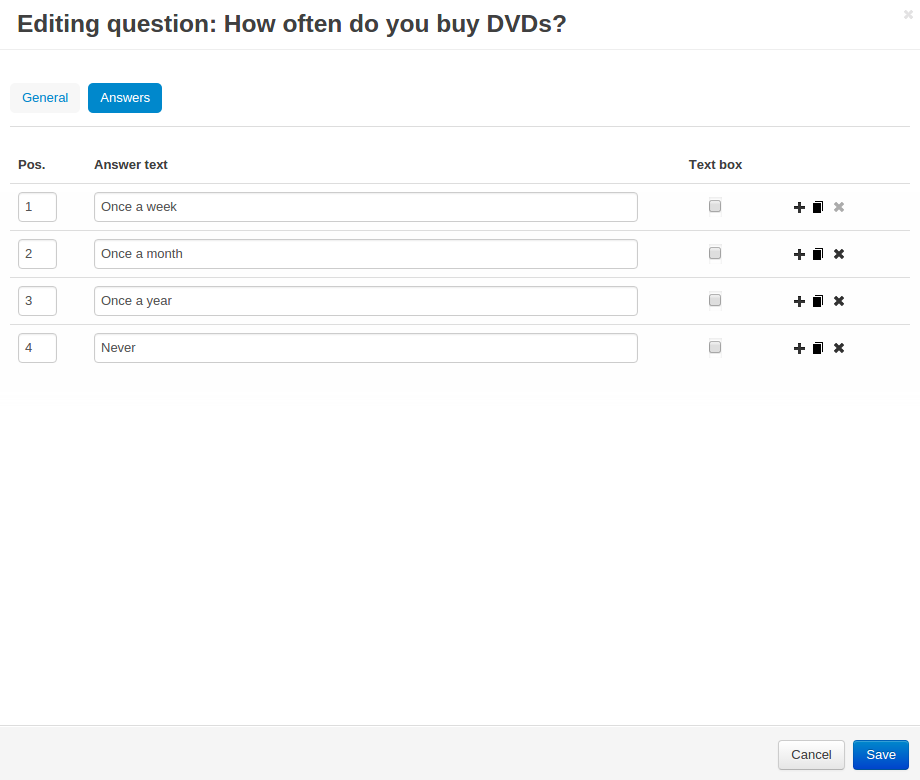 Editing question: How often do you buy DVDs?
General Answers
Pos. Answer text Text box
1 Once a week
2 Once a month
3 Once a year
4 Never
Cancel Save